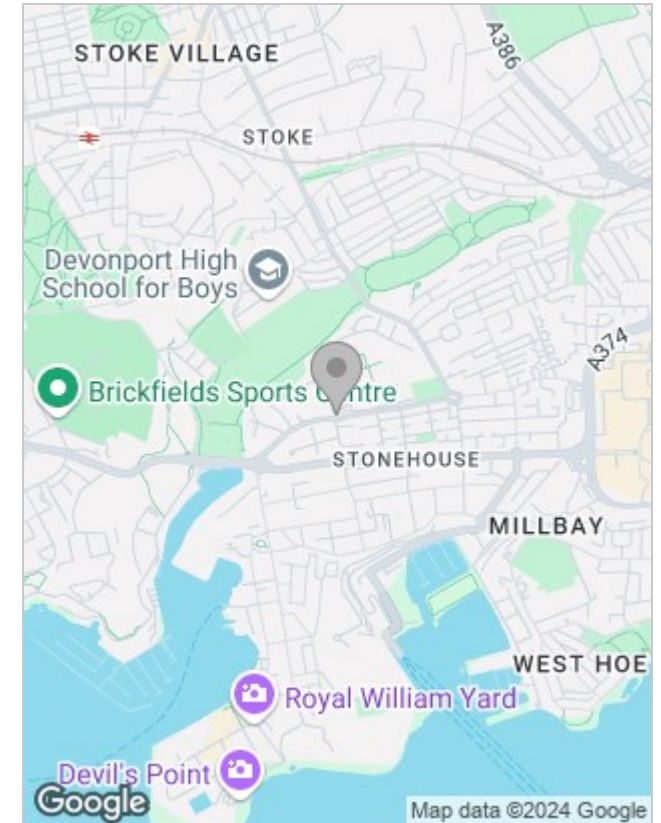 STOKE VILLAGE
A386
STOKE
Devonport High
School for Boys
A374
Brickfields Sports Centre
STONEHOUSE
MILLBAY
WEST HOE
Royal William Yard
Devil's Point
Google
Map data ©2024 Google